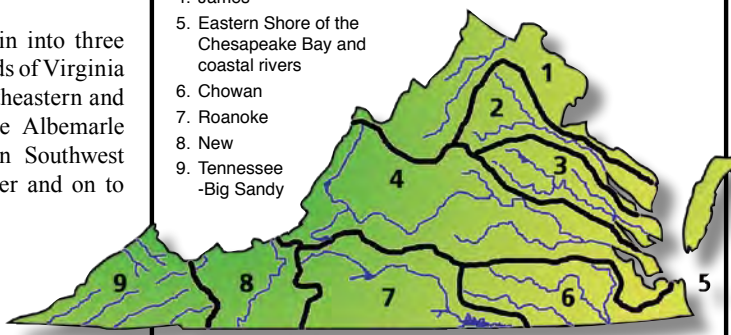 in into three
ds of Virginia
heastern and
e Albemarle
n Southwest
er and on to
4. James
5. Eastern Shore of the
Chesapeake Bay and
coastal rivers
6. Chowan
7. Roanoke
8. New
9. Tennessee
-Big Sandy
1
2
3
4
5
6
7
8
9